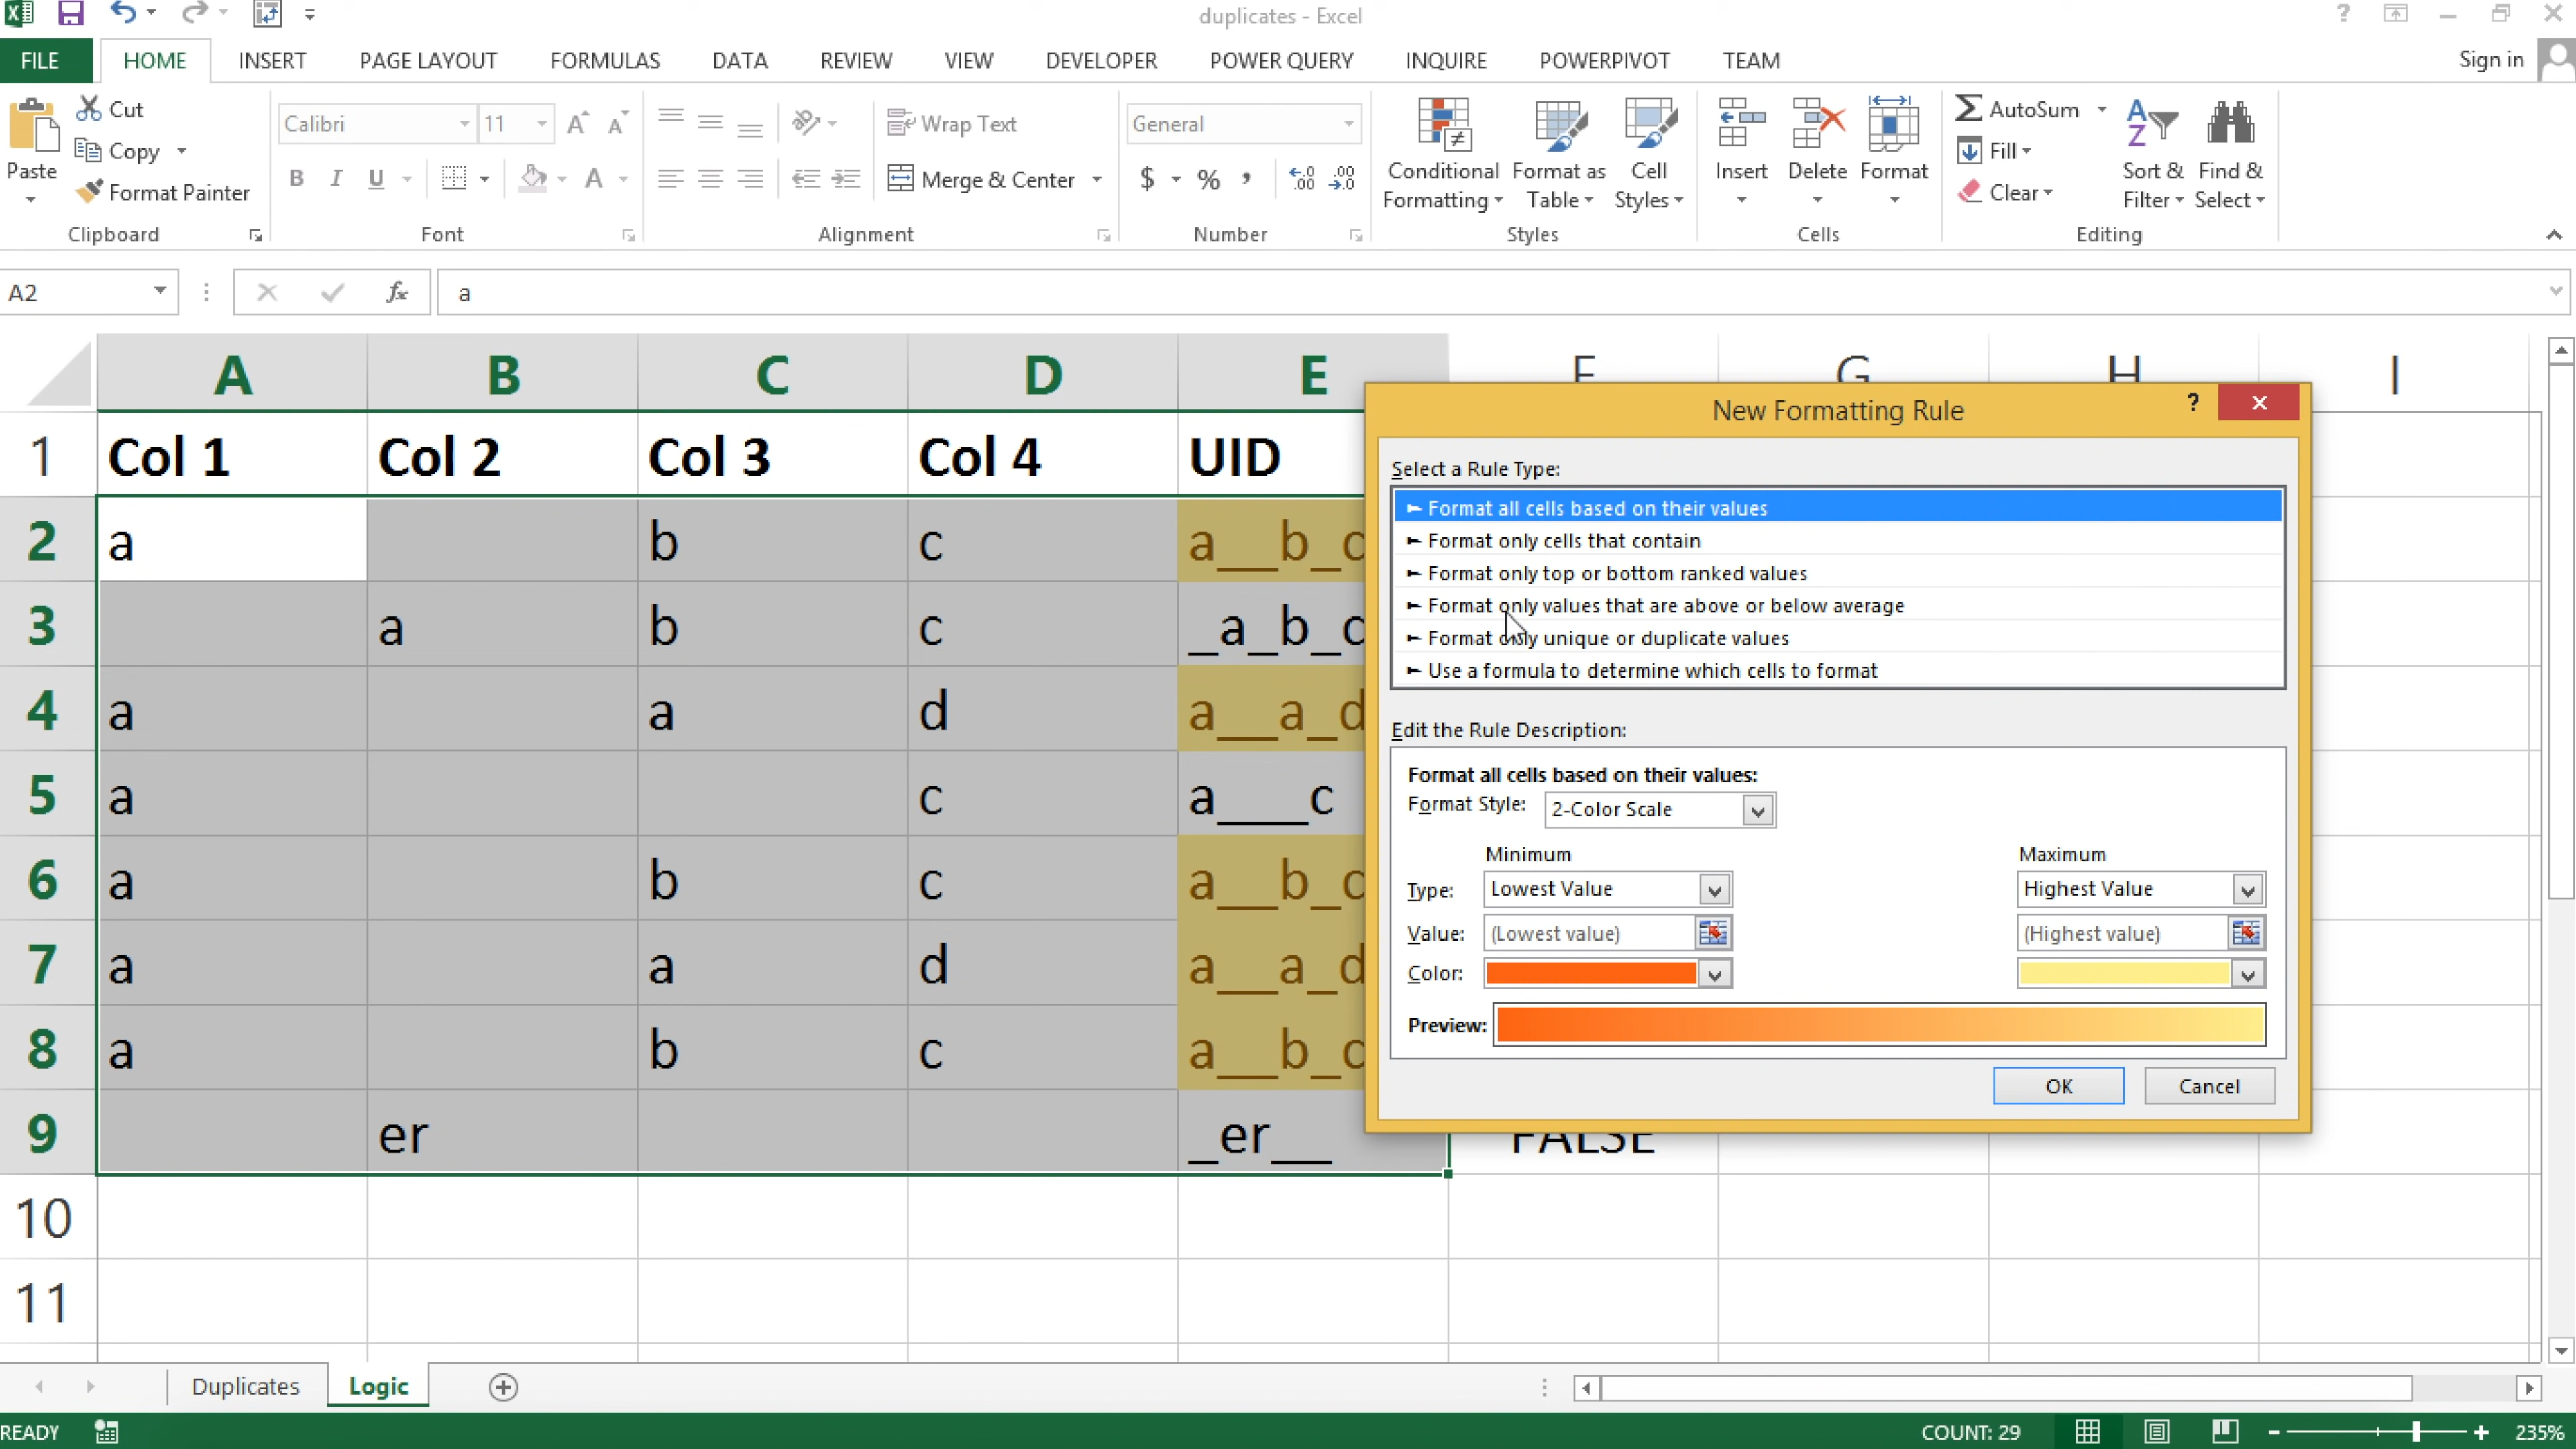 duplicates - Excel
FILE HOME INSERT PAGE LAYOUT FORMULAS DATA REVIEW VIEW DEVELOPER POWER QUERY INQUIRE POWERPIVOT TEAM Sign in
Paste
Cut
Copy
Format Painter
Clipboard
Calibri 11
B I U A
Font
Wrap Text
Merge & Center
Alignment
General
$ % ,
Number
Conditional Formatting
Format as Table
Cell Styles
Styles
Insert
Delete
Format
Cells
AutoSum
Fill
Clear
Sort & Filter
Find & Select
Editing
A2 fx a
A B C D E F G H I
1 Col 1 Col 2 Col 3 Col 4 UID
2 a b c a__b_c
3 a b c _a_b_c
4 a a d a__a_d
5 a c a___c
6 a b c a__b_c
7 a a d a__a_d
8 a b c a__b_c
9 er _er__ FALSE
10
11
New Formatting Rule ?
Select a Rule Type:
Format all cells based on their values
Format only cells that contain
Format only top or bottom ranked values
Format only values that are above or below average
Format only unique or duplicate values
Use a formula to determine which cells to format
Edit the Rule Description:
Format all cells based on their values:
Format Style: 2-Color Scale
Minimum Maximum
Type: Lowest Value Highest Value
Value: (Lowest value) (Highest value)
Color:
Preview:
OK Cancel
Duplicates Logic
READY COUNT: 29 235%